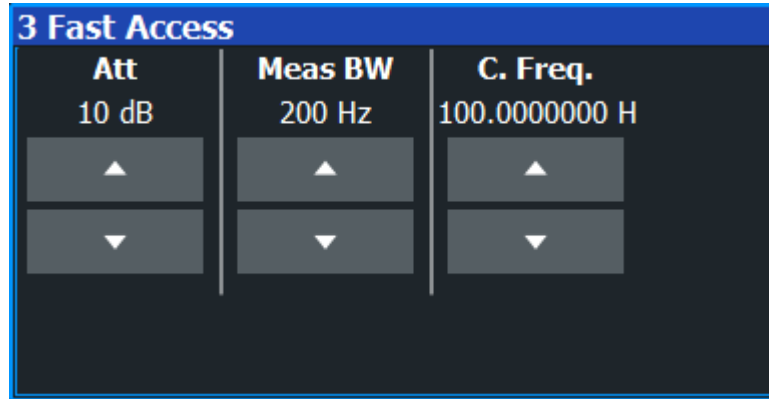 3 Fast Access
Att Meas BW C. Freq.
10 dB 200 Hz 100.0000000 H